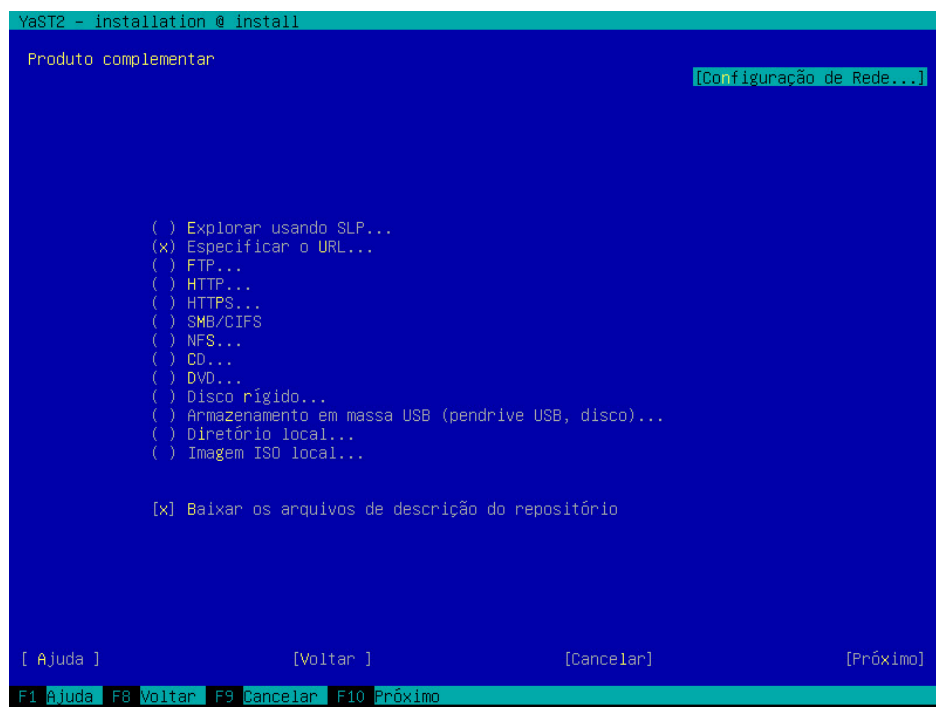 YaST2 - installation @ install
Produto complementar
[Configuração de Rede...]
( ) Explorar usando SLP...
(x) Especificar o URL...
( ) FTP...
( ) HTTP...
( ) HTTPS...
( ) SMB/CIFS
( ) NFS...
( ) CD...
( ) DVD...
( ) Disco rígido...
( ) Armazenamento em massa USB (pendrive USB, disco)...
( ) Diretório local...
( ) Imagem ISO local...
[x] Baixar os arquivos de descrição do repositório
[ Ajuda ] [Voltar ] [Cancelar] [Próximo]
F1 Ajuda F8 Voltar F9 Cancelar F10 Próximo